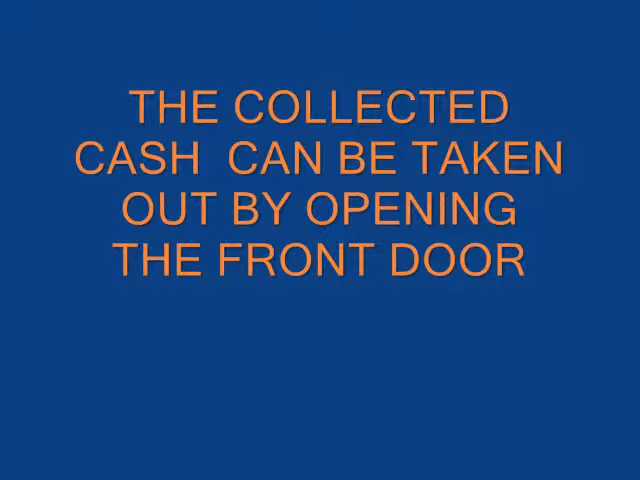 THE COLLECTED
CASH  CAN BE TAKEN
OUT BY OPENING
THE FRONT DOOR